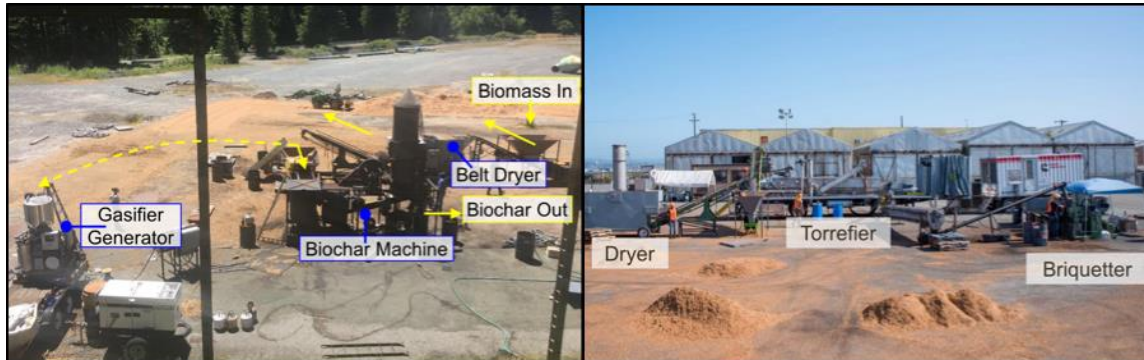 Biomass In
Belt Dryer
Gasifier
Generator
Biochar Out
Biochar Machine
Dryer
Torrefier
Briquetter